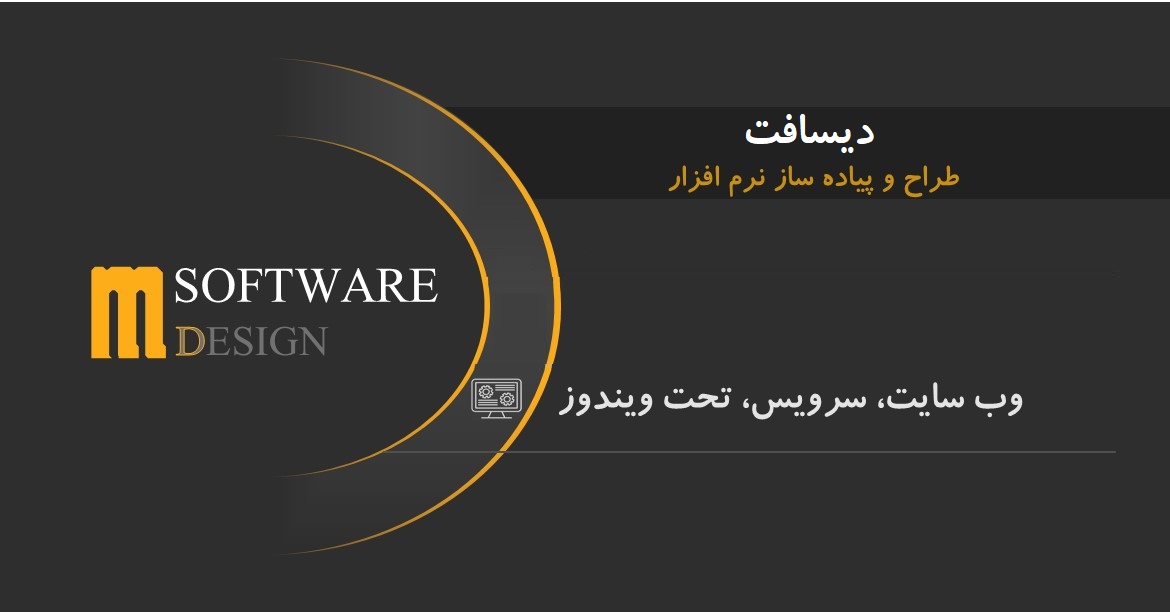 دیسافت
طراح و پیاده ساز نرم افزار
m SOFTWARE
DESIGN
وب سایت، سرویس، تحت ویندوز